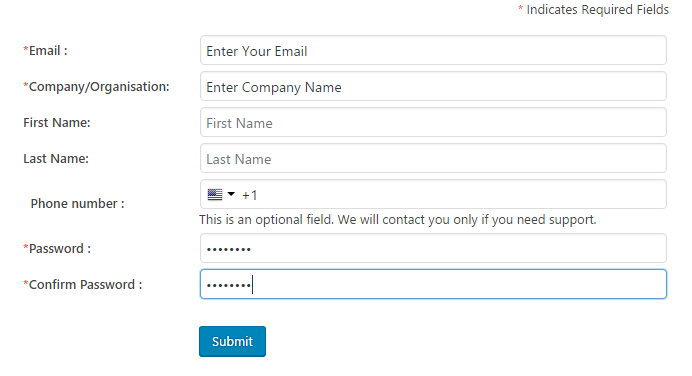 * Indicates Required Fields
*Email : Enter Your Email
*Company/Organisation: Enter Company Name
First Name: First Name
Last Name: Last Name
Phone number : +1
This is an optional field. We will contact you only if you need support.
*Password : ••••••••
*Confirm Password : ••••••••
Submit